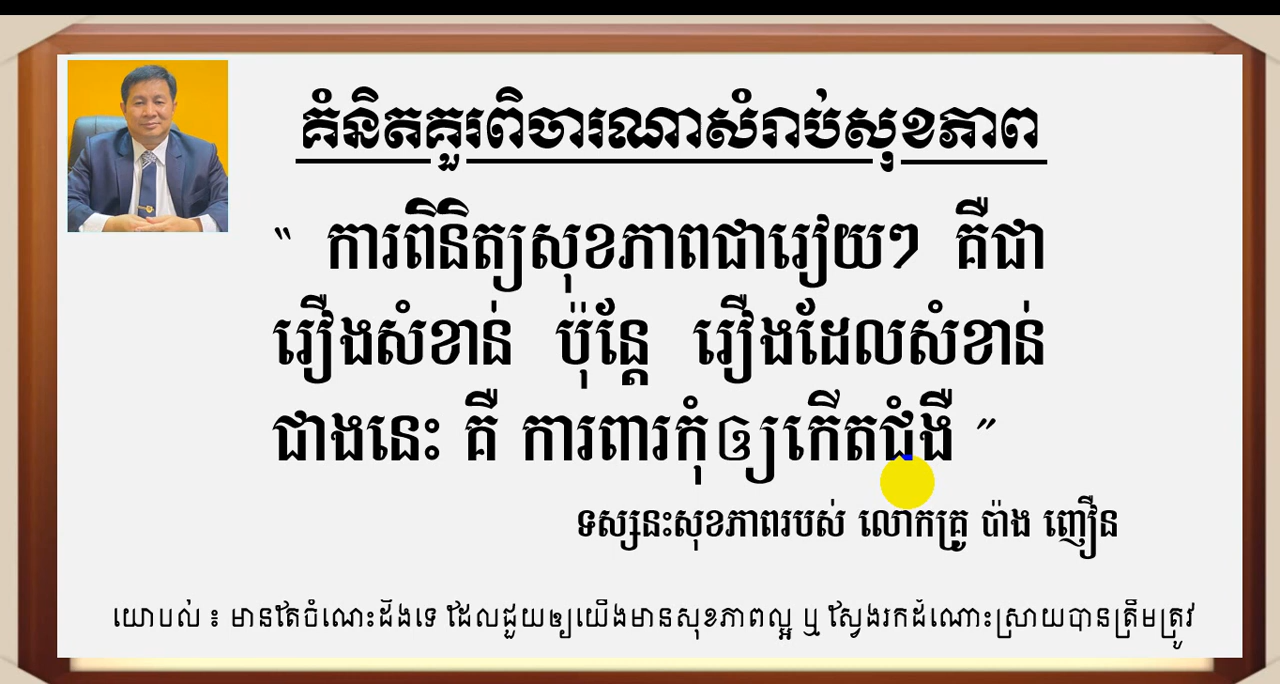 គំនិតគួរពិចារណាសំរាប់សុខភាព
“ ការពិនិត្យសុខភាពជារៀយៗ គឺជា
រឿងសំខាន់ ប៉ុន្តែ រឿងដែលសំខាន់
ជាងនេះ គឺ ការពារកុំឲ្យកើតជំងឺ ”
ទស្សនះសុខភាពរបស់ លោកគ្រូ ប៉ាង ញឿន
យោបល់ ៖ មានតែចំណេះដឹងទេ ដែលជួយឲ្យយើងមានសុខភាពល្អ ឬ ស្វែងរកដំណោះស្រាយបានត្រឹមត្រូវ